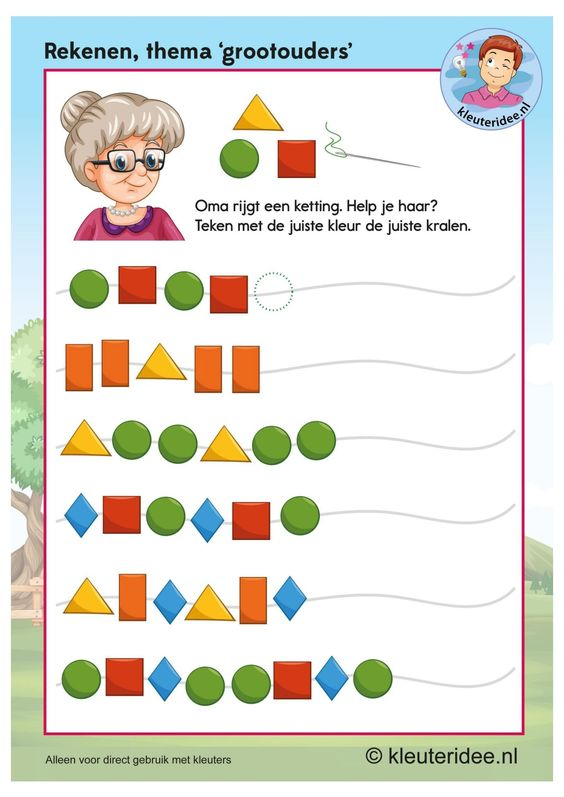 Rekenen, thema ‘grootouders’
kleuteridee.nl
Oma rijgt een ketting. Help je haar?
Teken met de juiste kleur de juiste kralen.
Alleen voor direct gebruik met kleuters
© kleuteridee.nl